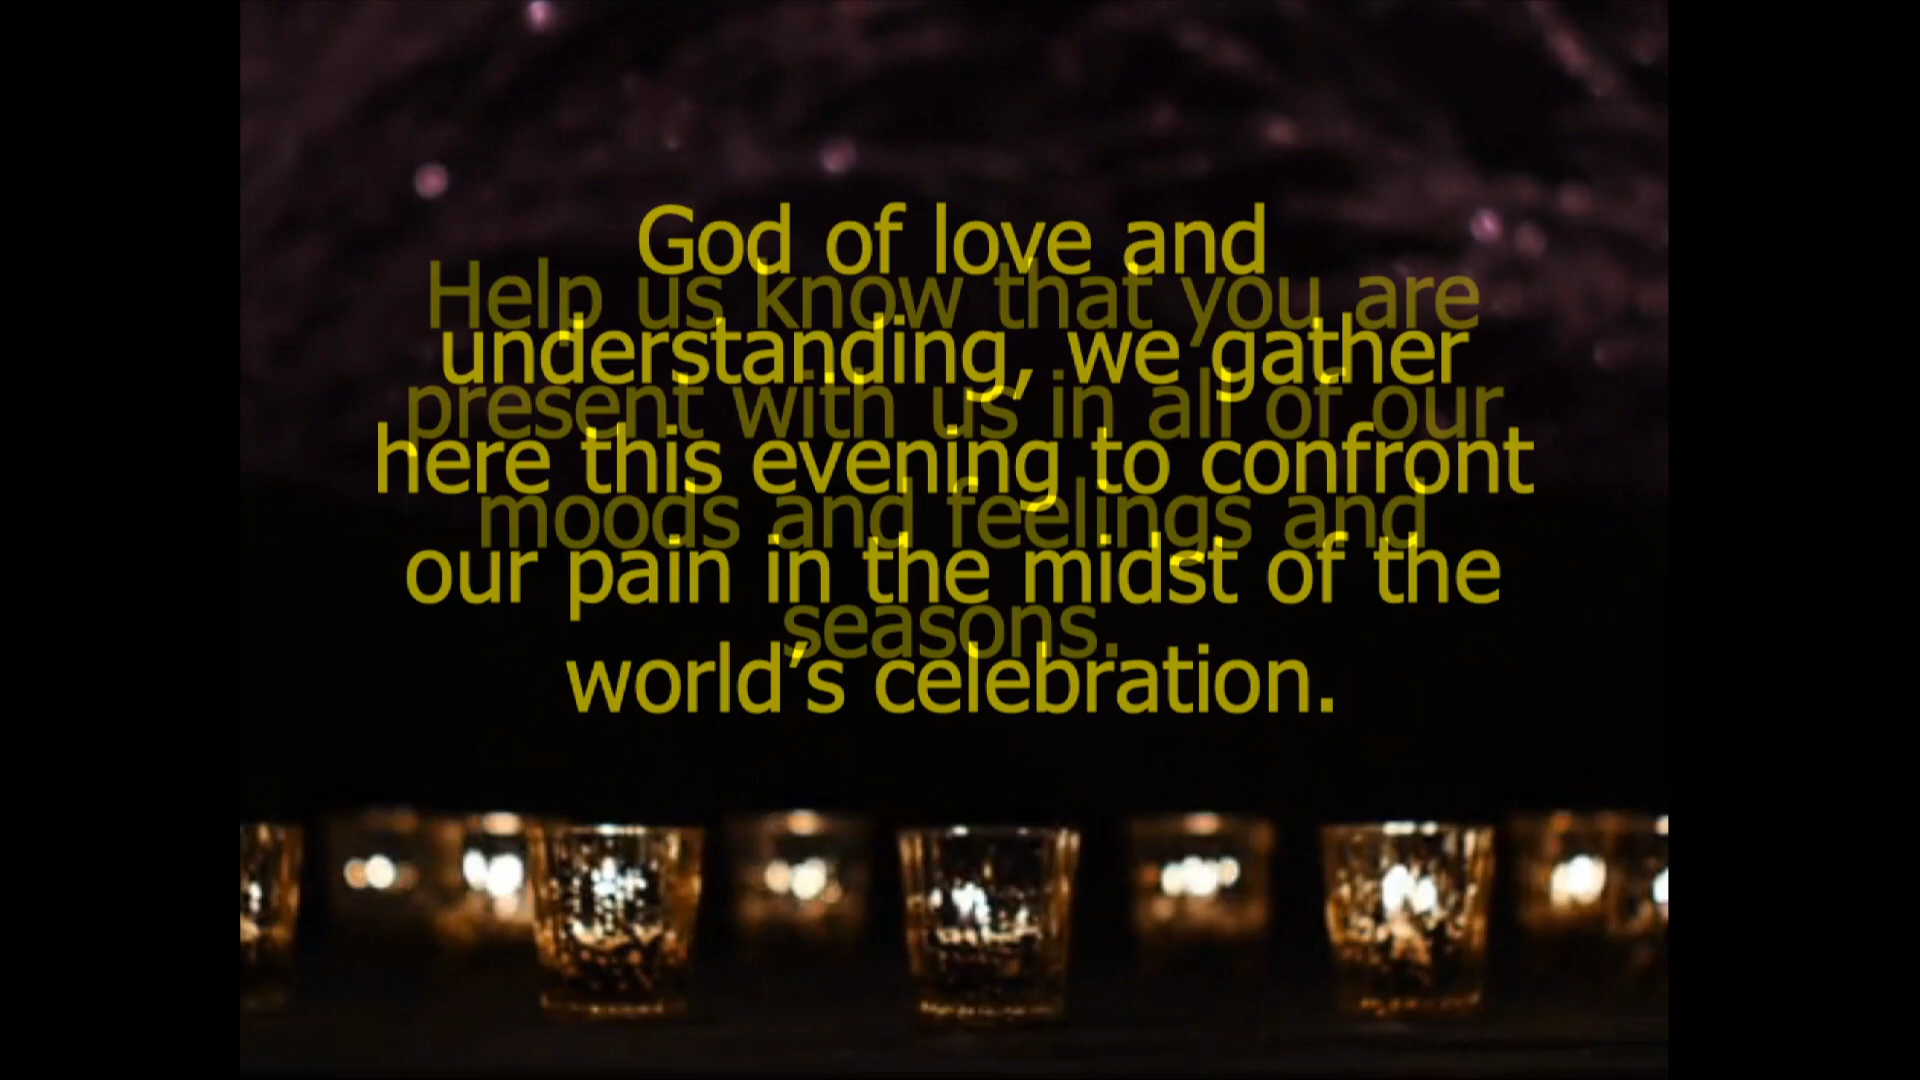 God of love and
understanding, we gather
here this evening to confront
our pain in the midst of the
world’s celebration.
Help us know that you are
present with us in all of our
moods and feelings and
seasons.